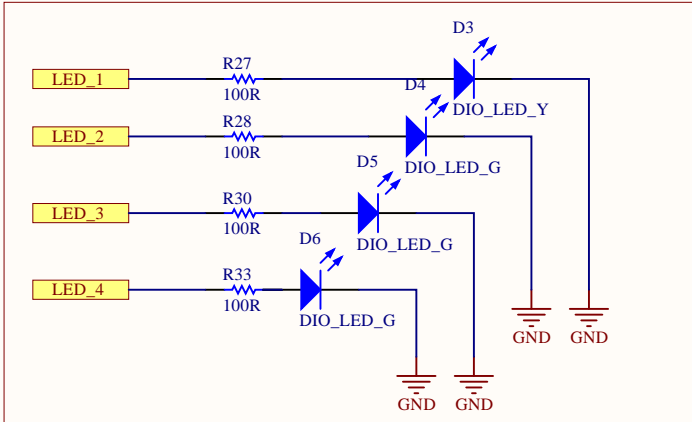 D3
R27
LED_1
100R
D4
DIO_LED_Y
R28
LED_2
100R
D5
DIO_LED_G
R30
LED_3
100R
D6
DIO_LED_G
R33
LED_4
100R
DIO_LED_G
GND
GND
GND
GND